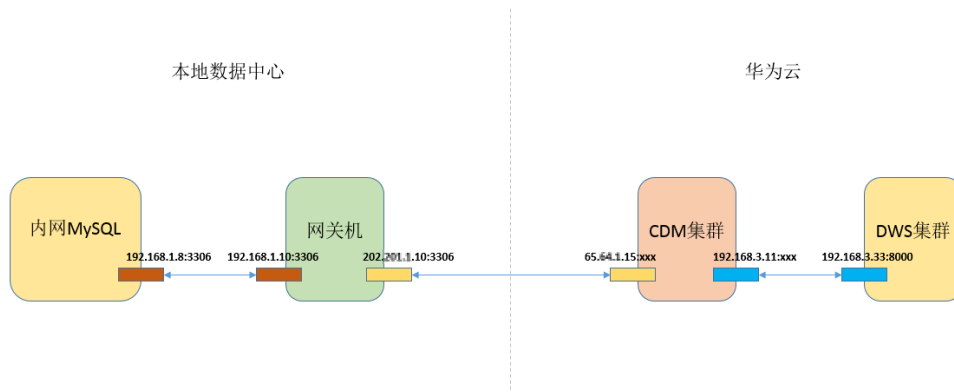 本地数据中心
华为云
内网MySQL
网关机
CDM集群
DWS集群
192.168.1.8:3306
192.168.1.10:3306
202.201.1.10:3306
65.64.1.15:xxx
192.168.3.11:xxx
192.168.3.33:8000